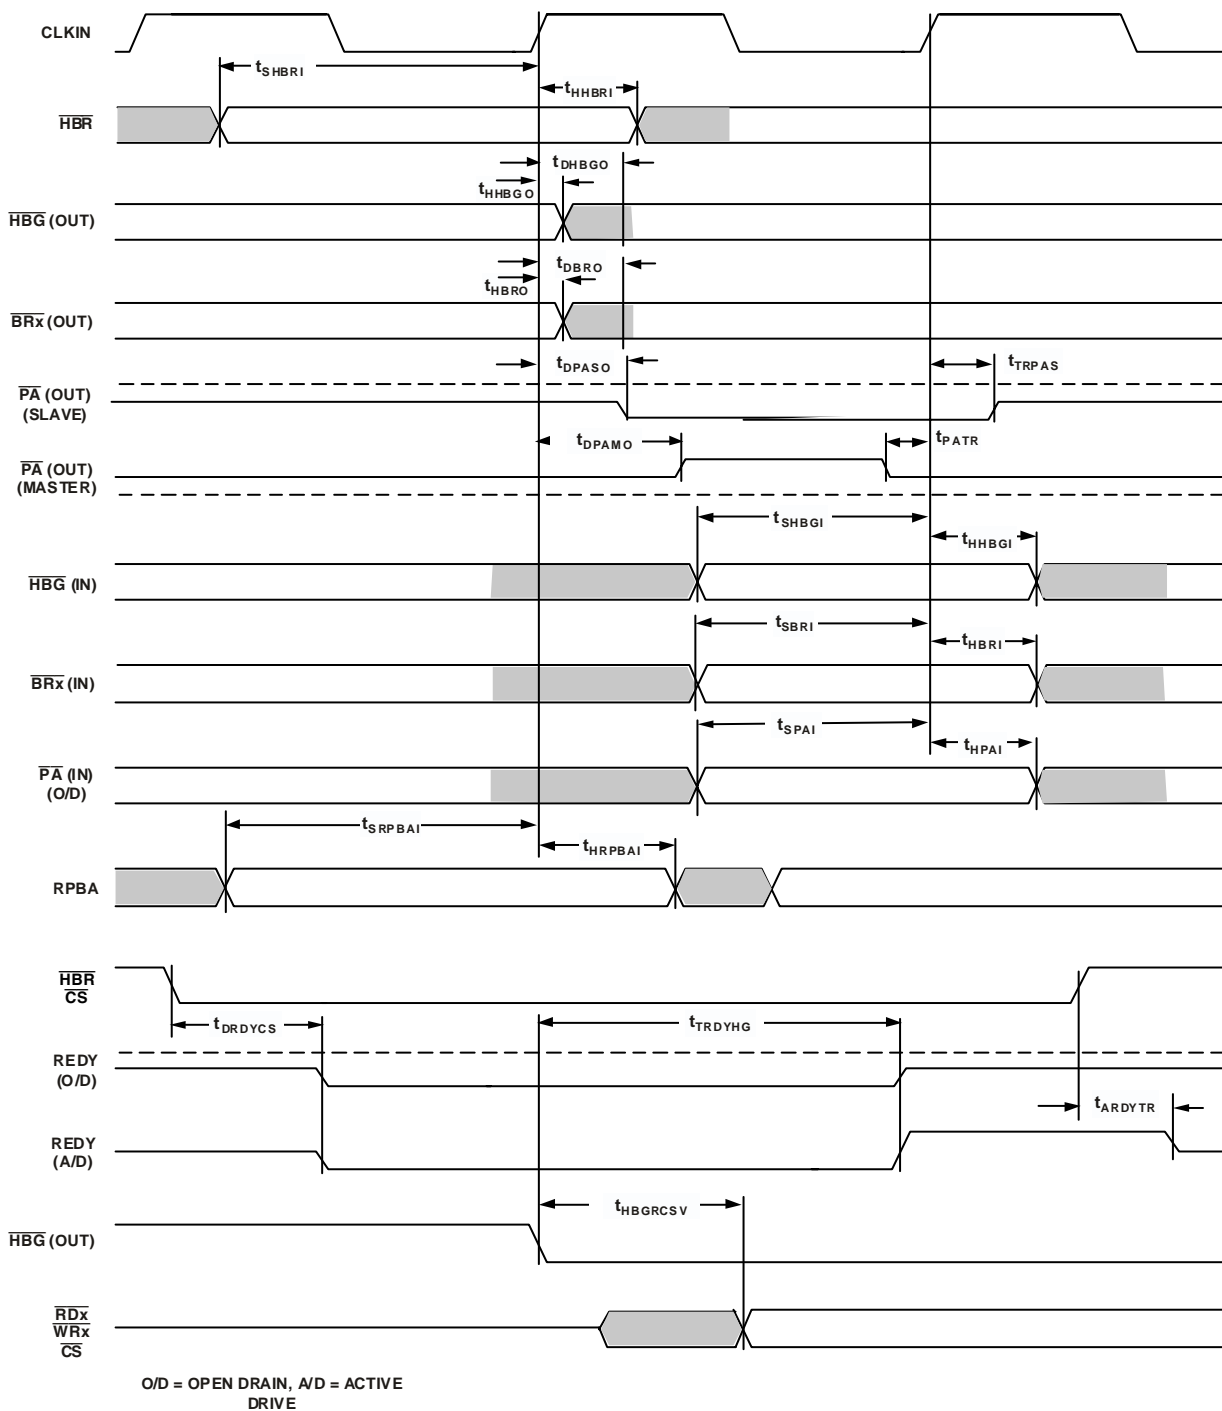 CLKIN
tSHBRI
tHHBRI
HBR
tDHBGO
tHHBGO
HBG (OUT)
tDBRO
tHBRO
BRx (OUT)
tDPASO
tTRPAS
PA (OUT)
(SLAVE)
tDPAMO
tPATR
PA (OUT)
(MASTER)
tSHBGI
tHHBGI
HBG (IN)
tSBRI
tHBRI
BRx (IN)
tSPAI
tHPAI
PA (IN)
(O/D)
tSRPBAI
tHRPBAI
RPBA
HBR
CS
tDRDYCS
tTRDYHG
REDY
(O/D)
tARDYTR
REDY
(A/D)
tHBGRCSV
HBG (OUT)
RDx
WRx
CS
O/D = OPEN DRAIN, A/D = ACTIVE
DRIVE